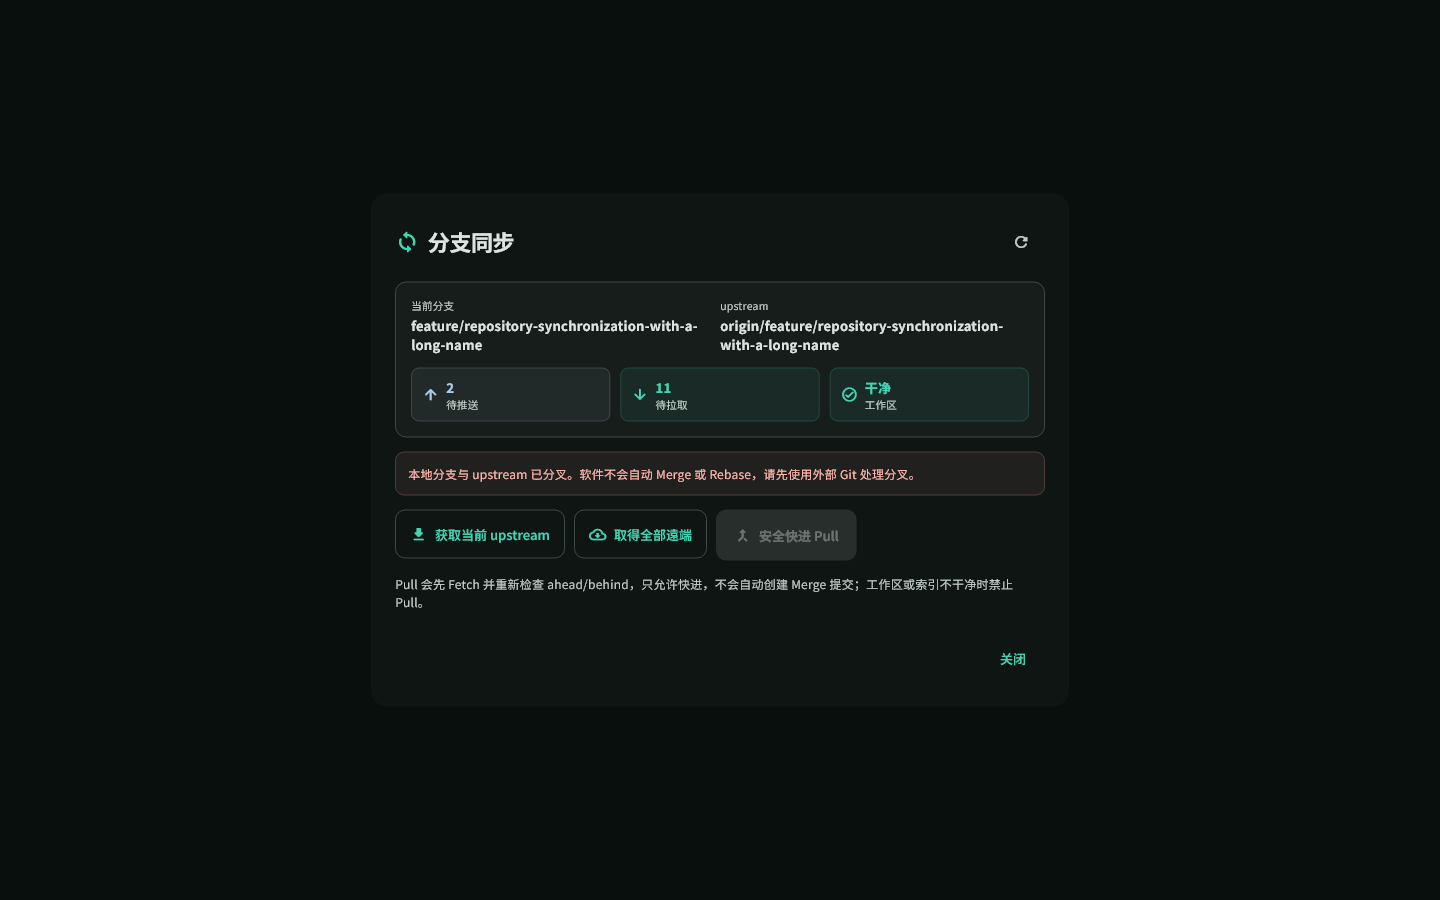 分支同步
当前分支
feature/repository-synchronization-with-a-
long-name
upstream
origin/feature/repository-synchronization-
with-a-long-name
2
待推送
11
待拉取
干净
工作区
本地分支与 upstream 已分叉。软件不会自动 Merge 或 Rebase，请先使用外部 Git 处理分叉。
获取当前 upstream
取得全部遠端
安全快进 Pull
Pull 会先 Fetch 并重新检查 ahead/behind，只允许快进，不会自动创建 Merge 提交；工作区或索引不干净时禁止
Pull。
关闭